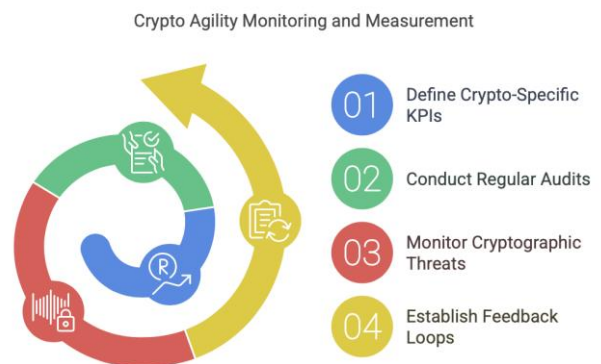 Crypto Agility Monitoring and Measurement
01
Define Crypto-Specific
KPIs
02
Conduct Regular Audits
R
03
Monitor Cryptographic
Threats
04
Establish Feedback
Loops